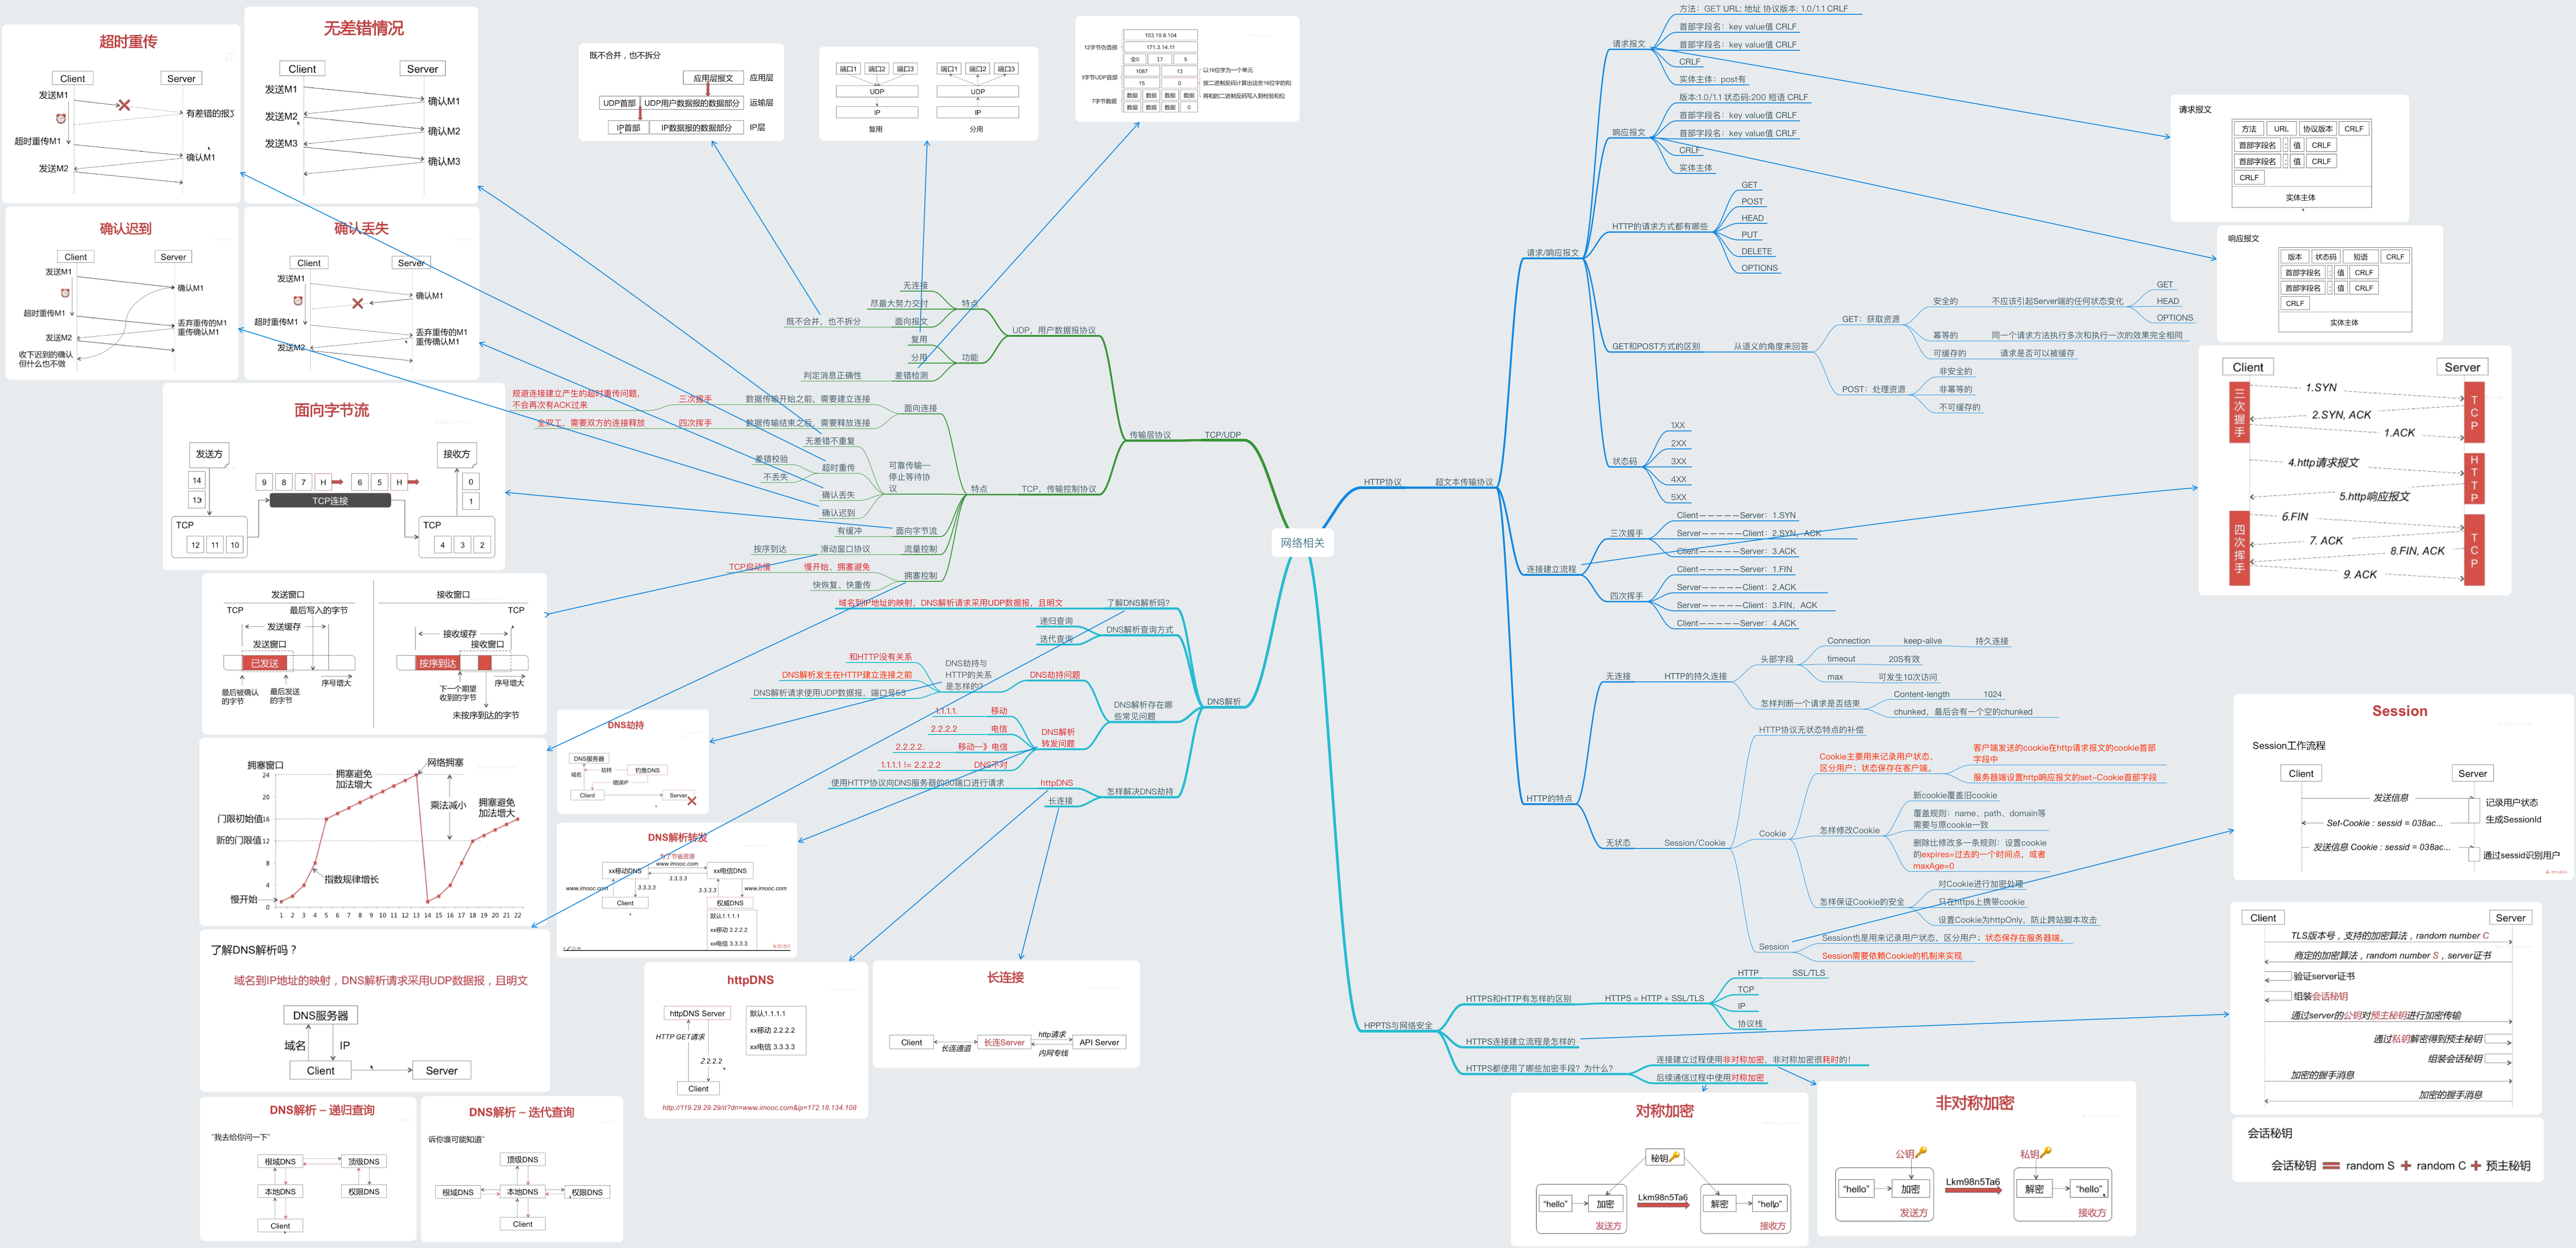 网络相关
HTTP协议
超文本传输协议
请求/响应报文
请求报文
方法：GET URL: 地址 协议版本: 1.0/1.1 CRLF
首部字段名：key value值 CRLF
首部字段名：key value值 CRLF
CRLF
实体主体：post有
响应报文
版本:1.0/1.1 状态码:200 短语 CRLF
首部字段名：key value值 CRLF
首部字段名：key value值 CRLF
CRLF
实体主体
HTTP的请求方式都有哪些
GET
POST
HEAD
PUT
DELETE
OPTIONS
GET和POST方式的区别
从语义的角度来回答
GET：获取资源
安全的
不应该引起Server端的任何状态变化
GET
HEAD
OPTIONS
幂等的
同一个请求方法执行多次和执行一次的效果完全相同
可缓存的
请求是否可以被缓存
POST：处理资源
非安全的
非幂等的
不可缓存的
状态码
1XX
2XX
3XX
4XX
5XX
连接建立流程
三次握手
Client－－－－－Server：1.SYN
Server－－－－－Client：2.SYN，ACK
Client－－－－－Server：3.ACK
四次挥手
Client－－－－－Server：1.FIN
Server－－－－－Client：2.ACK
Server－－－－－Client：3.FIN，ACK
Client－－－－－Server：4.ACK
HTTP的特点
无连接
HTTP的持久连接
头部字段
Connection
keep-alive
持久连接
timeout
20S有效
max
可发生10次访问
怎样判断一个请求是否结束
Content-length
1024
chunked，最后会有一个空的chunked
无状态
Session/Cookie
HTTP协议无状态特点的补偿
Cookie
Cookie主要用来记录用户状态，
区分用户；状态保存在客户端。
客户端发送的cookie在http请求报文的cookie首部
字段中
服务器端设置http响应报文的set-Cookie首部字段
怎样修改Cookie
新cookie覆盖旧cookie
覆盖规则：name、path、domain等
需要与原cookie一致
删除比修改多一条规则：设置cookie
的expires=过去的一个时间点，或者
maxAge=0
怎样保证Cookie的安全
对Cookie进行加密处理
只在https上携带cookie
设置Cookie为httpOnly，防止跨站脚本攻击
Session
Session也是用来记录用户状态，区分用户；状态保存在服务器端。
Session需要依赖Cookie的机制来实现
HPPTS与网络安全
HTTPS和HTTP有怎样的区别
HTTPS = HTTP + SSL/TLS
HTTP
SSL/TLS
TCP
IP
协议栈
HTTPS连接建立流程是怎样的
HTTPS都使用了哪些加密手段？为什么？
连接建立过程使用非对称加密，非对称加密很耗时的！
后续通信过程中使用对称加密
TCP/UDP
传输层协议
UDP，用户数据报协议
特点
无连接
尽最大努力交付
面向报文
既不合并，也不拆分
功能
复用
分用
差错检测
判定消息正确性
TCP，传输控制协议
特点
面向连接
数据传输开始之前，需要建立连接
三次握手
规避连接建立产生的超时重传问题，
不会再次有ACK过来
数据传输结束之后，需要释放连接
四次挥手
全双工，需要双方的连接释放
可靠传输—
停止等待协
议
无差错不重复
超时重传
差错校验
不丢失
确认丢失
确认迟到
面向字节流
有缓冲
流量控制
滑动窗口协议
按序到达
拥塞控制
慢开始、拥塞避免
TCP启动慢
快恢复、快重传
DNS解析
了解DNS解析吗？
域名到IP地址的映射，DNS解析请求采用UDP数据报，且明文
DNS解析查询方式
递归查询
迭代查询
DNS解析存在哪
些常见问题
DNS劫持问题
DNS劫持与
HTTP的关系
是怎样的？
和HTTP没有关系
DNS解析发生在HTTP建立连接之前
DNS解析请求使用UDP数据报，端口号53
DNS解析
转发问题
移动
1.1.1.1.
电信
2.2.2.2
移动—》电信
2.2.2.2.
DNS不对
1.1.1.1 != 2.2.2.2
怎样解决DNS劫持
httpDNS
使用HTTP协议向DNS服务器的80端口进行请求
长连接
超时重传
Client
Server
发送M1
有差错的报文
超时重传M1
确认M1
发送M2
无差错情况
Client
Server
发送M1
确认M1
发送M2
确认M2
发送M3
确认M3
确认迟到
Client
Server
发送M1
确认M1
超时重传M1
丢弃重传的M1
重传确认M1
发送M2
收下迟到的确认
但什么也不做
确认丢失
Client
Server
发送M1
确认M1
超时重传M1
丢弃重传的M1
重传确认M1
发送M2
既不合并，也不拆分
应用层报文
应用层
UDP首部
UDP用户数据报的数据部分
运输层
IP首部
IP数据报的数据部分
IP层
端口1
端口2
端口3
UDP
IP
复用
端口1
端口2
端口3
UDP
IP
分用
153.19.8.104
12字节伪首部
171.3.14.11
全0
17
5
1087
13
以16位字为一个单元
8字节UDP首部
15
0
按二进制反码计算出这些16位字的和
数据 数据 数据 数据
将和的二进制反码写入到检验和位
7字节数据
数据 数据 数据 0
面向字节流
发送方
接收方
14
13
9 8 7 H
6 5 H
0
1
TCP连接
TCP
12 11 10
TCP
4 3 2
发送窗口
TCP
最后写入的字节
发送缓存
发送窗口
已发送
最后被确认
的字节
最后发送
的字节
序号增大
接收窗口
TCP
接收缓存
接收窗口
按序到达
下一个期望
收到的字节
序号增大
未按序到达的字节
拥塞窗口
24
20
门限初始值16
新的门限值12
8
4
0
慢开始
指数规律增长
拥塞避免
加法增大
网络拥塞
乘法减小
拥塞避免
加法增大
1 2 3 4 5 6 7 8 9 10 11 12 13 14 15 16 17 18 19 20 21 22
了解DNS解析吗？
域名到IP地址的映射，DNS解析请求采用UDP数据报，且明文
DNS服务器
域名
IP
Client
Server
DNS解析 – 递归查询
“我去给你问一下”
根域DNS
顶级DNS
本地DNS
权限DNS
Client
DNS解析 – 迭代查询
诉你谁可能知道”
顶级DNS
根域DNS
本地DNS
权限DNS
Client
DNS劫持
DNS服务器
域名
劫持
钓鱼DNS
错误IP
Client
Server
DNS解析转发
为了节省资源
www.imooc.com
xx移动DNS
3.3.3.3
xx电信DNS
www.imooc.com
3.3.3.3
3.3.3.3
www.imooc.com
Client
权威DNS
默认1.1.1.1
xx移动 2.2.2.2
xx电信 3.3.3.3
httpDNS
httpDNS Server
默认1.1.1.1
HTTP GET请求
xx移动 2.2.2.2
xx电信 3.3.3.3
2.2.2.2
Client
http://119.29.29.29/d?dn=www.imooc.com&ip=172.18.134.108
长连接
Client
长连通道
长连Server
http请求
内网专线
API Server
请求报文
方法 URL 协议版本 CRLF
首部字段名 : 值 CRLF
首部字段名 : 值 CRLF
CRLF
实体主体
响应报文
版本 状态码 短语 CRLF
首部字段名 : 值 CRLF
首部字段名 : 值 CRLF
CRLF
实体主体
Client
Server
三次握手
1.SYN
2.SYN, ACK
1.ACK
TCP
4.http请求报文
5.http响应报文
HTTP
四次挥手
6.FIN
7. ACK
8.FIN, ACK
9. ACK
TCP
Session
Session工作流程
Client
Server
发送信息
记录用户状态
生成SessionId
Set-Cookie : sessid = 038ac...
发送信息 Cookie : sessid = 038ac...
通过sessid识别用户
Client
Server
TLS版本号，支持的加密算法，random number C
商定的加密算法，random number S，server证书
验证server证书
组装会话秘钥
通过server的公钥对预主秘钥进行加密传输
通过私钥解密得到预主秘钥
组装会话秘钥
加密的握手消息
加密的握手消息
会话秘钥
会话秘钥 = random S + random C + 预主秘钥
对称加密
秘钥
“hello”
加密
Lkm98n5Ta6
解密
“hello”
发送方
接收方
非对称加密
公钥
私钥
“hello”
加密
Lkm98n5Ta6
解密
“hello”
发送方
接收方